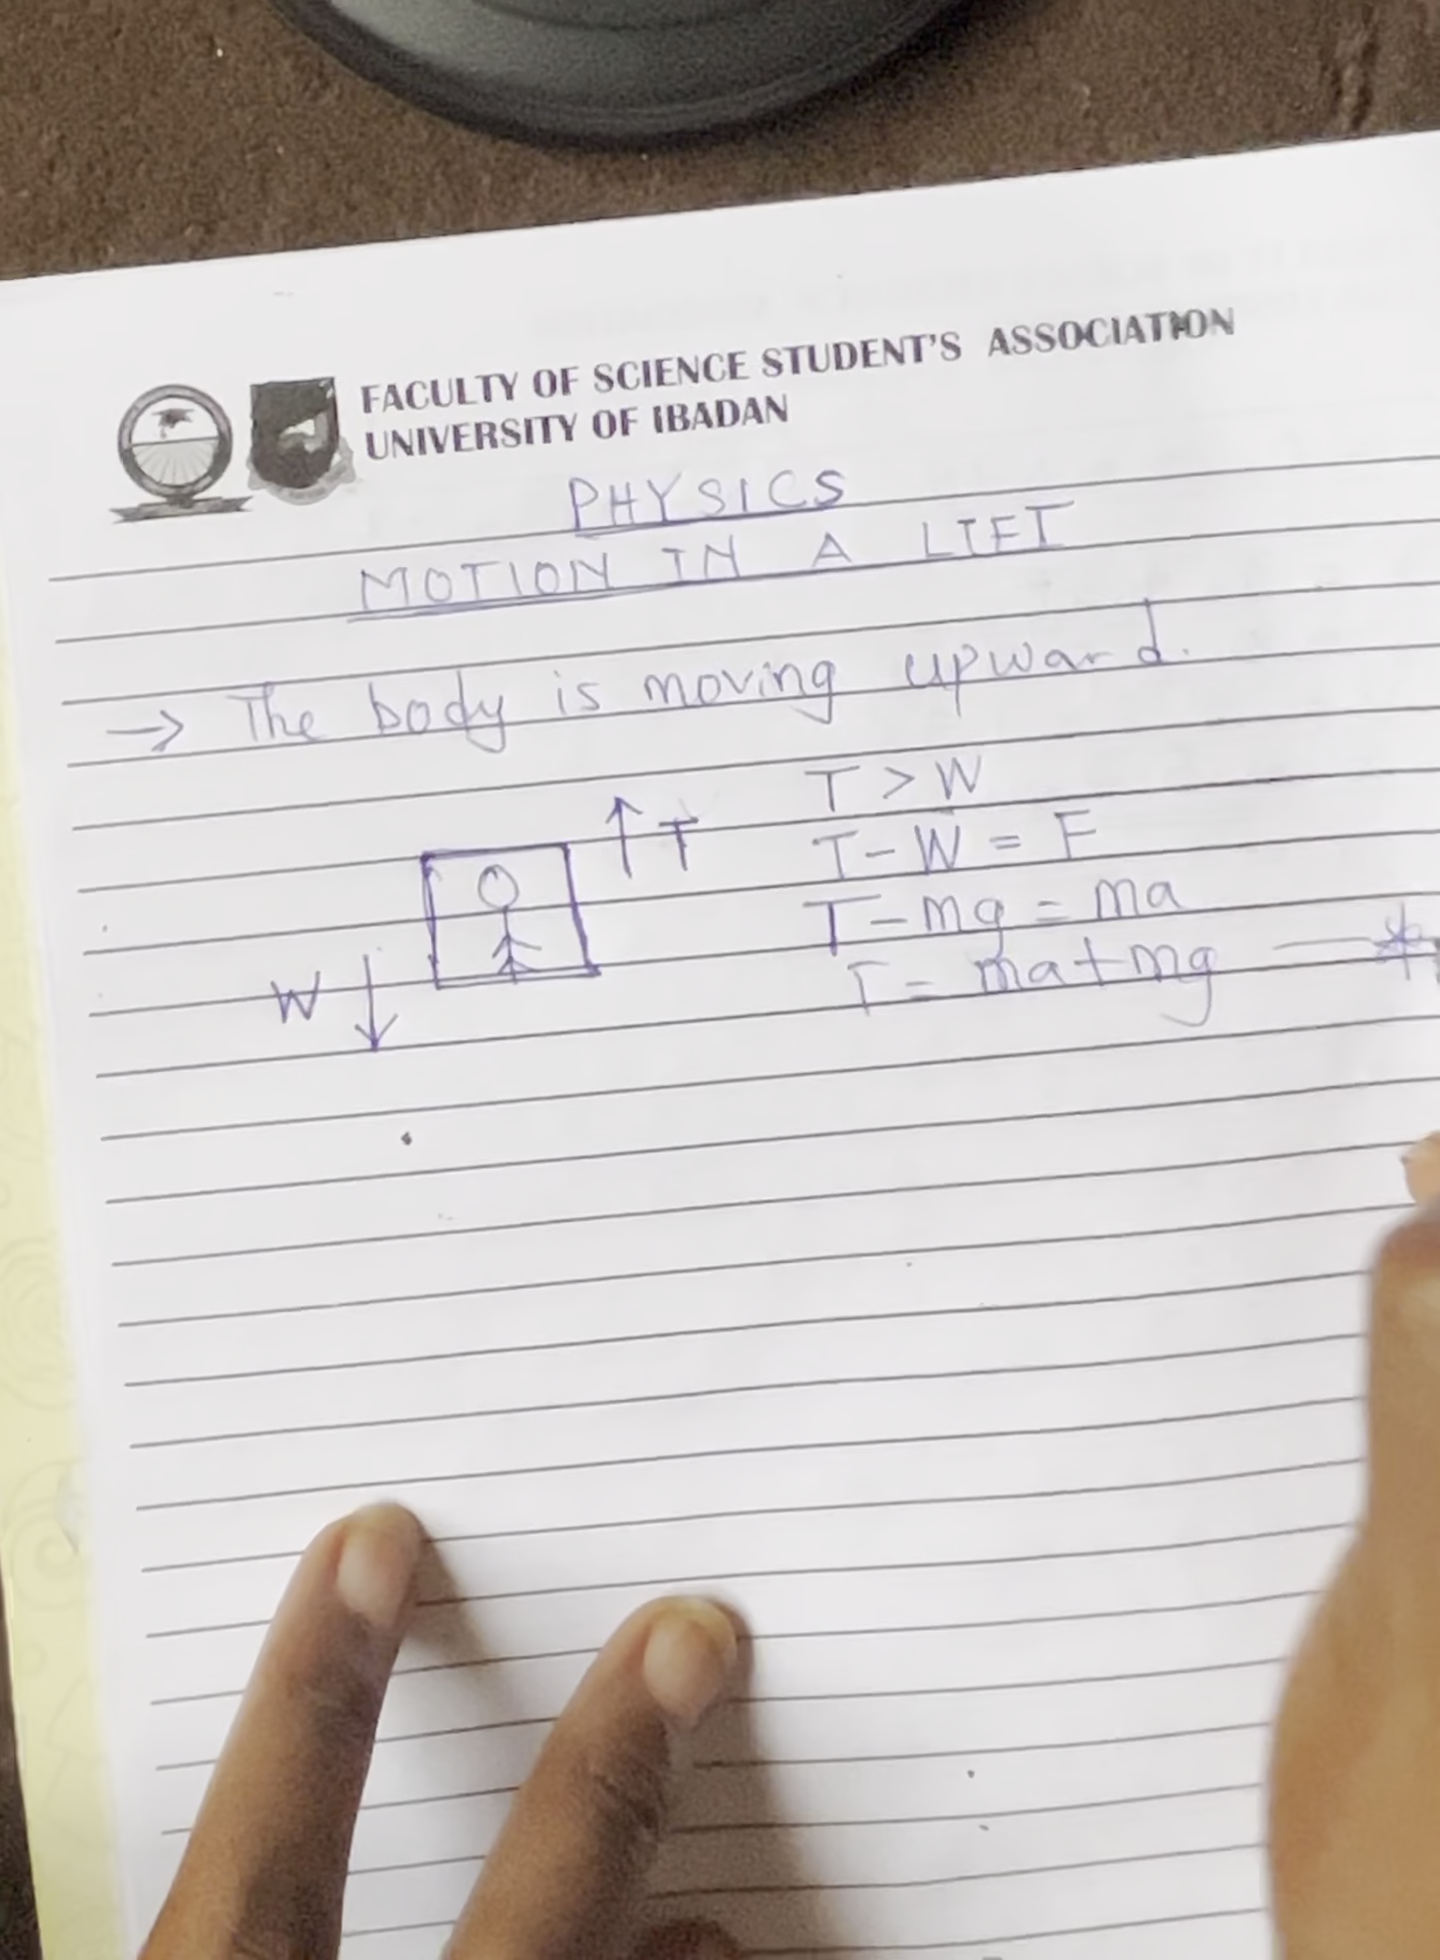 FACULTY OF SCIENCE STUDENT'S ASSOCIATION
UNIVERSITY OF IBADAN
PHYSICS
MOTION IN A LIFT
→ The body is moving upward.
↑ T
W ↓
T > W
T - W = F
T - mg = ma
T = ma + mg — *